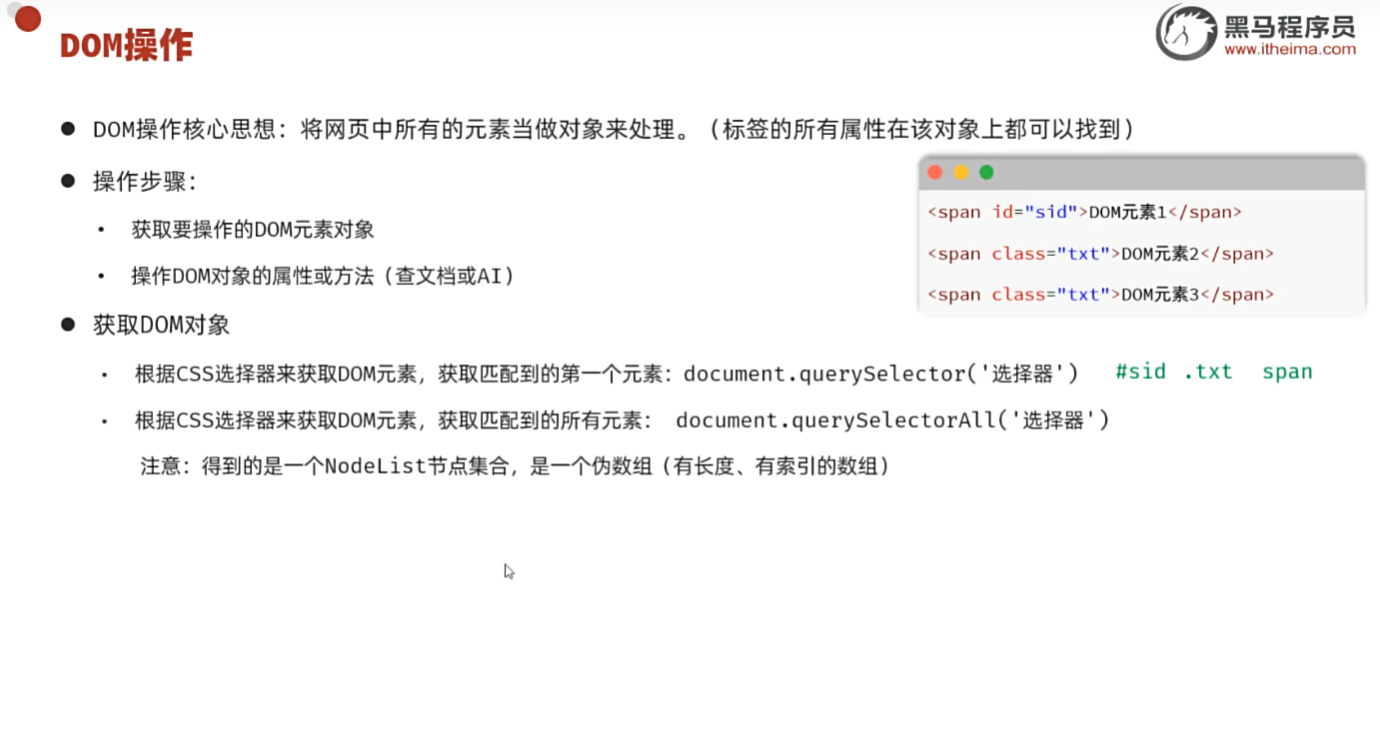 DOM操作
黑马程序员
www.itheima.com
DOM操作核心思想：将网页中所有的元素当做对象来处理。（标签的所有属性在该对象上都可以找到）
操作步骤：
获取要操作的DOM元素对象
操作DOM对象的属性或方法（查文档或AI）
<span id="sid">DOM元素1</span>
<span class="txt">DOM元素2</span>
<span class="txt">DOM元素3</span>
获取DOM对象
根据CSS选择器来获取DOM元素，获取匹配到的第一个元素：document.querySelector('选择器') #sid .txt span
根据CSS选择器来获取DOM元素，获取匹配到的所有元素： document.querySelectorAll('选择器')
注意：得到的是一个NodeList节点集合，是一个伪数组（有长度、有索引的数组）